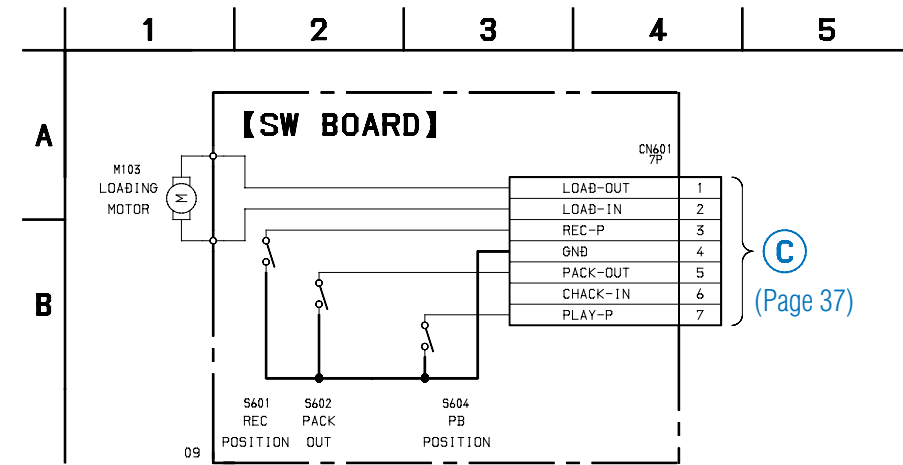 1 2 3 4 5
A
B
【SW BOARD】
CN601
7P
M103
LOADING
MOTOR
M
LOAD-OUT 1
LOAD-IN 2
REC-P 3
GND 4
PACK-OUT 5
CHACK-IN 6
PLAY-P 7
C
(Page 37)
S601
REC
POSITION
S602
PACK
OUT
S604
PB
POSITION
09